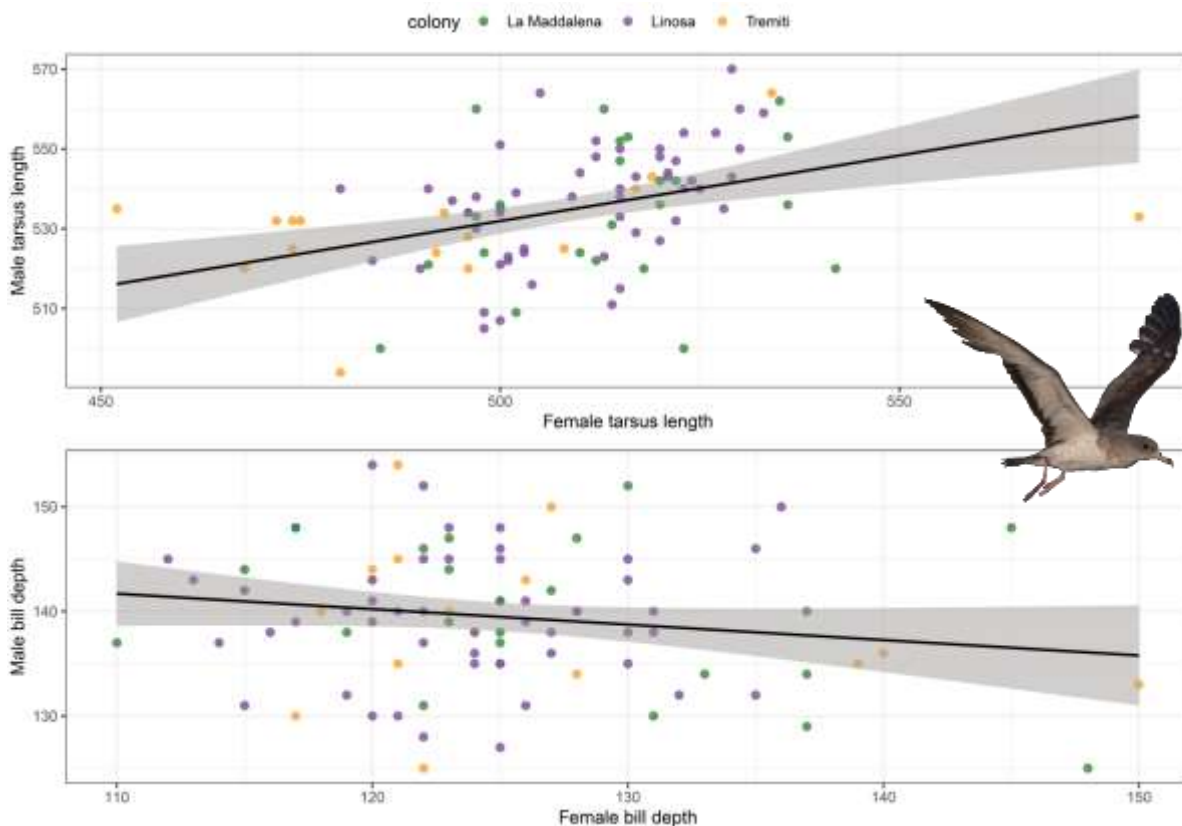 colony La Maddalena Linosa Tremiti
570
550
530
510
Male tarsus length
450 500 550
Female tarsus length
150
140
130
Male bill depth
110 120 130 140 150
Female bill depth